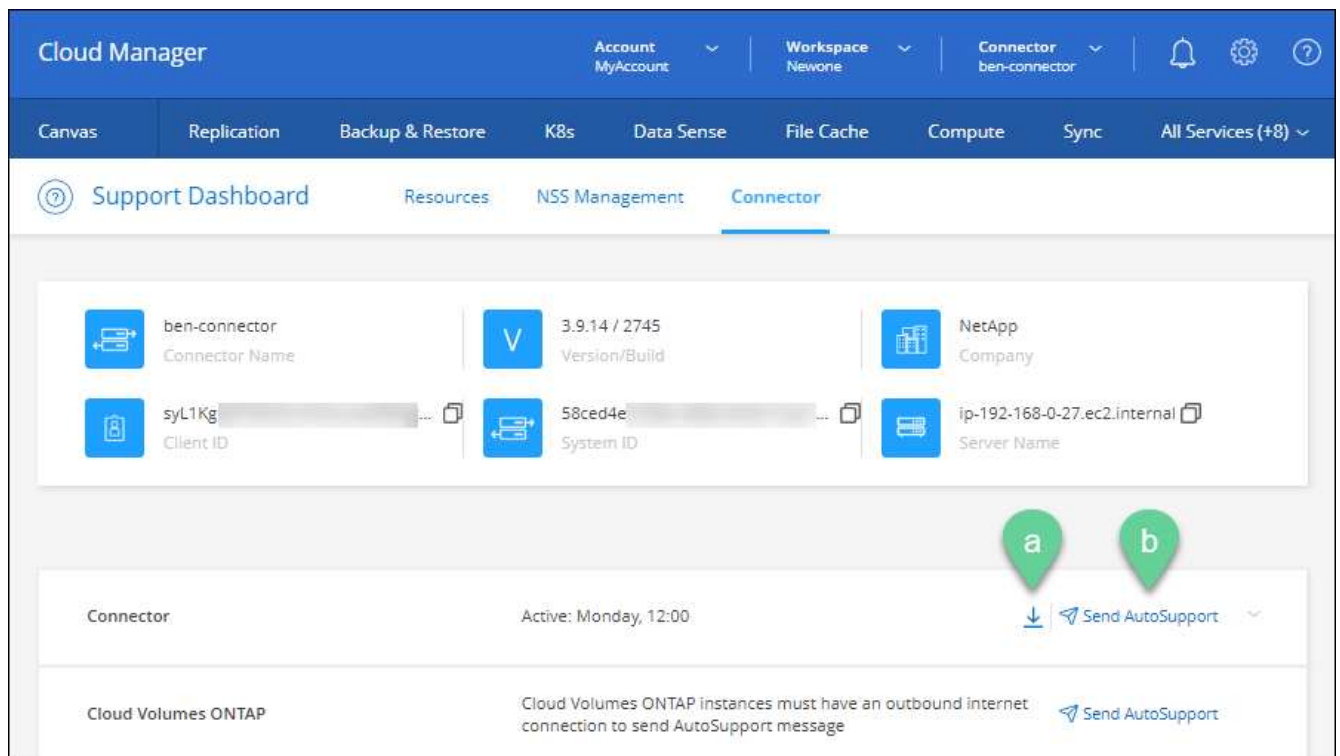 Cloud Manager
Account
MyAccount
Workspace
Newone
Connector
ben-connector
Canvas
Replication
Backup & Restore
K8s
Data Sense
File Cache
Compute
Sync
All Services (+8)
Support Dashboard
Resources
NSS Management
Connector
ben-connector
Connector Name
V
3.9.14 / 2745
Version/Build
NetApp
Company
syL1Kg ...
Client ID
58ced4e ...
System ID
ip-192-168-0-27.ec2.internal
Server Name
a
b
Connector
Active: Monday, 12:00
Send AutoSupport
Cloud Volumes ONTAP
Cloud Volumes ONTAP instances must have an outbound internet
connection to send AutoSupport message
Send AutoSupport